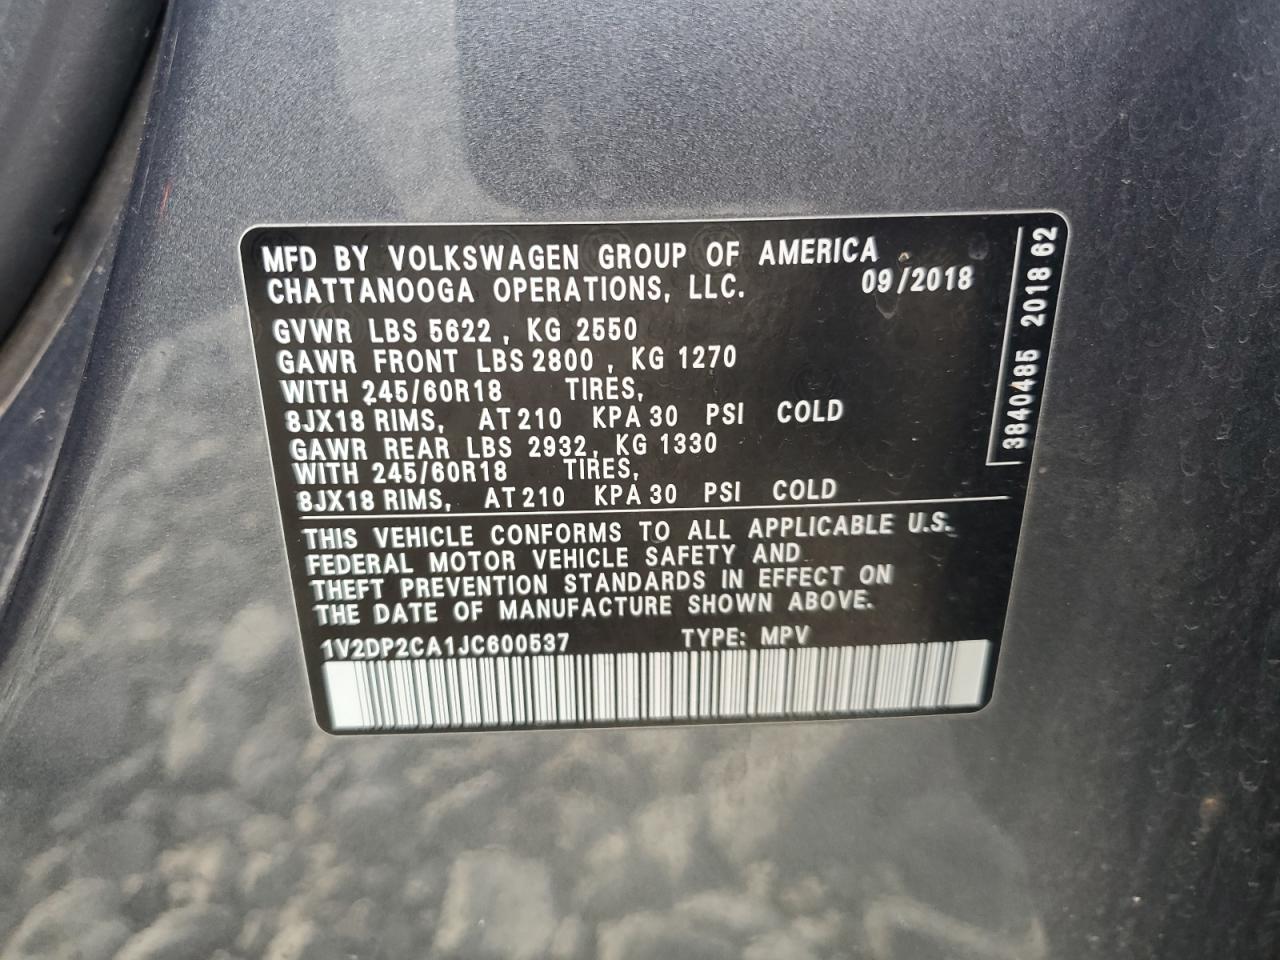 MFD BY VOLKSWAGEN GROUP OF AMERICA
CHATTANOOGA OPERATIONS, LLC. 09/2018
GVWR LBS 5622 , KG 2550
GAWR FRONT LBS 2800 , KG 1270
WITH 245/60R18 TIRES,
8JX18 RIMS, AT 210 KPA 30 PSI COLD
GAWR REAR LBS 2932, KG 1330
WITH 245/60R18 TIRES,
8JX18 RIMS, AT 210 KPA 30 PSI COLD
THIS VEHICLE CONFORMS TO ALL APPLICABLE U.S.
FEDERAL MOTOR VEHICLE SAFETY AND
THEFT PREVENTION STANDARDS IN EFFECT ON
THE DATE OF MANUFACTURE SHOWN ABOVE.
1V2DP2CA1JC600537 TYPE: MPV
3840485 2018 62